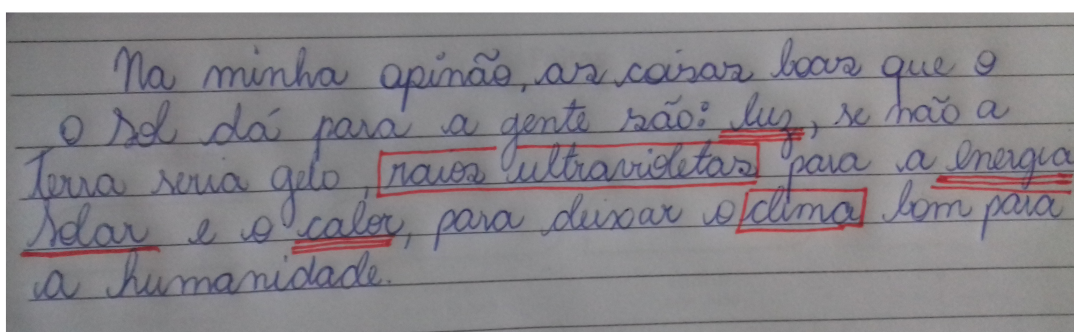 Na minha opinão, as coisas boas que o
o Sol dá para a gente são: luz, se não a
Terra seria gelo, raios ultravioletas para a energia
Solar e o calor, para deixar o clima bom para
a humanidade.